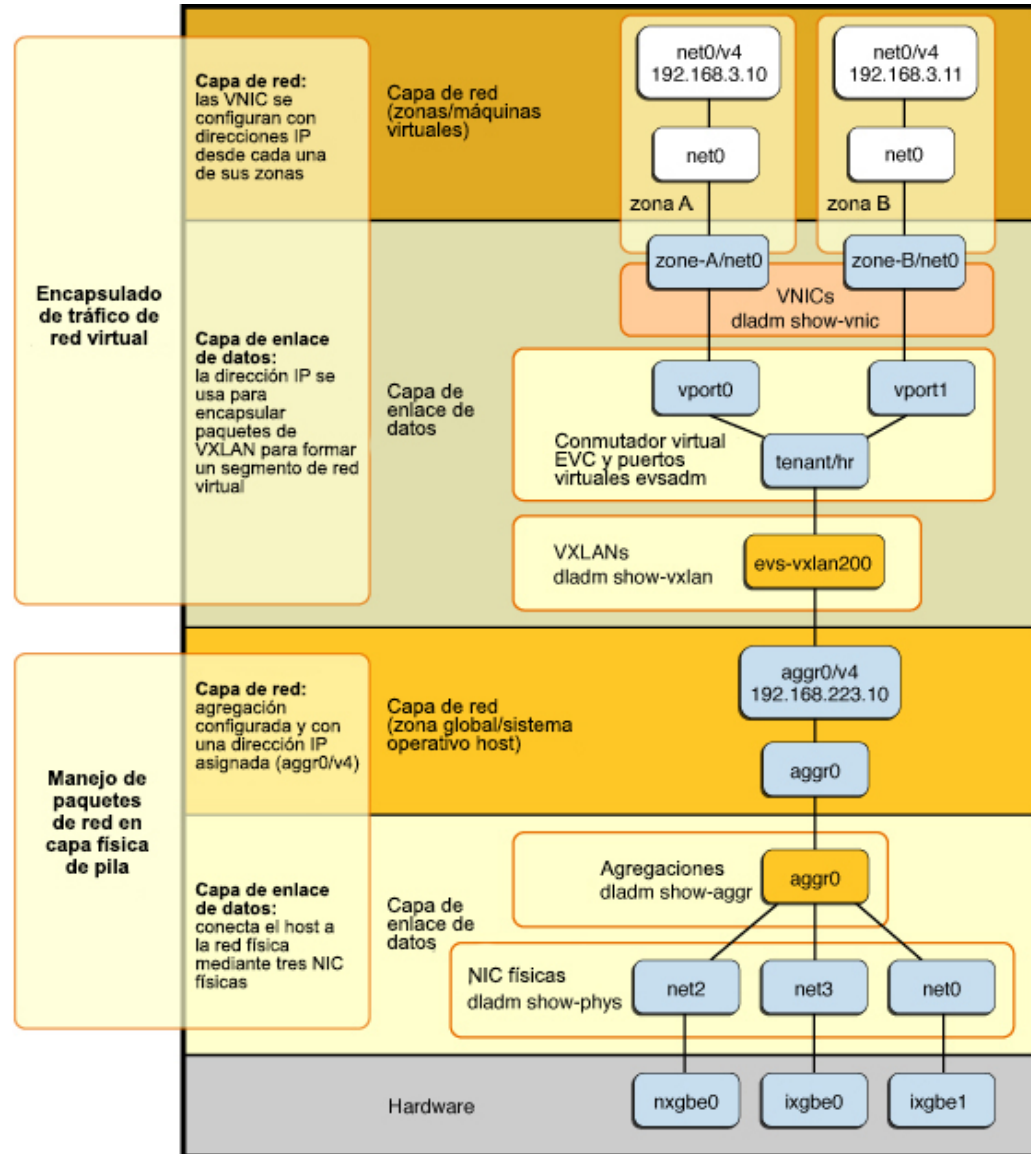 Encapsulado
de tráfico de
red virtual
Capa de red:
las VNIC se
configuran con
direcciones IP
desde cada una
de sus zonas
Capa de red
(zonas/máquinas
virtuales)
net0/v4
192.168.3.10
net0
zona A
net0/v4
192.168.3.11
net0
zona B
Capa de enlace
de datos:
la dirección IP se
usa para
encapsular
paquetes de
VXLAN para formar
un segmento de red
virtual
Capa de
enlace de
datos
zone-A/net0
zone-B/net0
VNICs
dladm show-vnic
vport0
vport1
Conmutador virtual
EVC y puertos
virtuales evsadm
tenant/hr
VXLANs
dladm show-vxlan
evs-vxlan200
Manejo de
paquetes
de red en
capa física
de pila
Capa de red:
agregación
configurada y con
una dirección IP
asignada (aggr0/v4)
Capa de red
(zona global/sistema
operativo host)
aggr0/v4
192.168.223.10
aggr0
Capa de enlace
de datos:
conecta el host a
la red física
mediante tres NIC
físicas
Capa de
enlace de
datos
Agregaciones
dladm show-aggr
aggr0
NIC físicas
dladm show-phys
net2
net3
net0
Hardware
nxgbe0
ixgbe0
ixgbe1